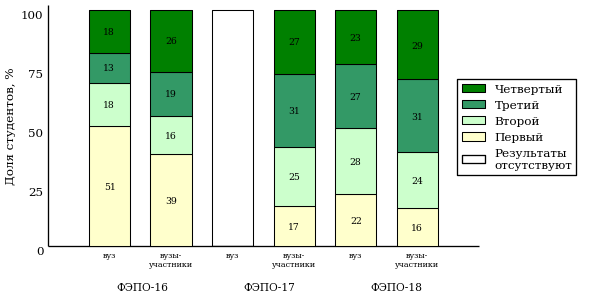 Доля студентов, %
100
75
50
25
0
18
13
18
51
26
19
16
39
27
31
25
17
23
27
28
22
29
31
24
16
вуз
вузы-
участники
вуз
вузы-
участники
вуз
вузы-
участники
ФЭПО-16 ФЭПО-17 ФЭПО-18
Четвертый
Третий
Второй
Первый
Результаты
отсутствуют